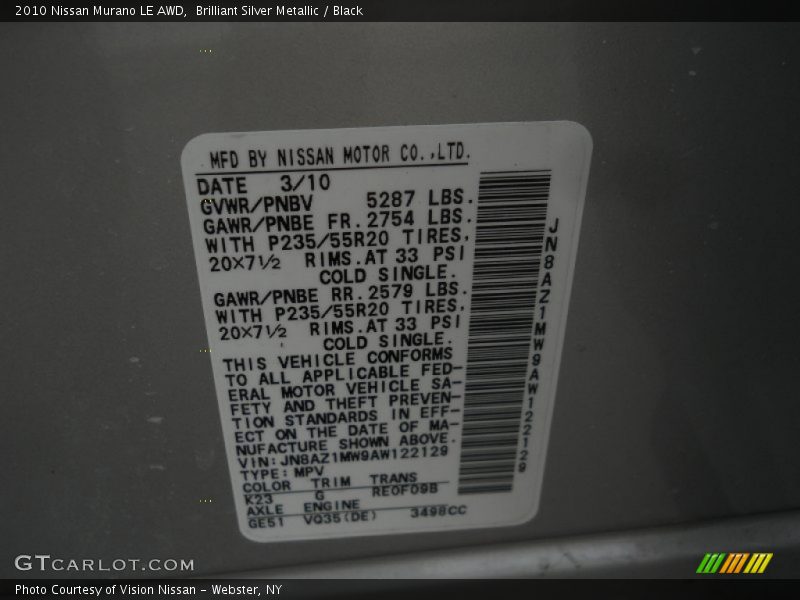 2010 Nissan Murano LE AWD, Brilliant Silver Metallic / Black
MFD BY NISSAN MOTOR CO.,LTD.
DATE 3/10
GVWR/PNBV 5287 LBS.
GAWR/PNBE FR. 2754 LBS.
WITH P235/55R20 TIRES,
20×7½ RIMS. AT 33 PSI
COLD SINGLE.
GAWR/PNBE RR. 2579 LBS.
WITH P235/55R20 TIRES,
20×7½ RIMS. AT 33 PSI
COLD SINGLE.
THIS VEHICLE CONFORMS
TO ALL APPLICABLE FED-
ERAL MOTOR VEHICLE SA-
FETY AND THEFT PREVEN-
TION STANDARDS IN EFF-
ECT ON THE DATE OF MA-
NUFACTURE SHOWN ABOVE.
VIN: JN8AZ1MW9AW122129
TYPE: MPV
COLOR TRIM TRANS
K23 G RE0F09B
AXLE ENGINE
GE51 VQ35(DE) 3498CC
JN8AZ1MW9AW122129
GTCARLOT.COM
Photo Courtesy of Vision Nissan - Webster, NY